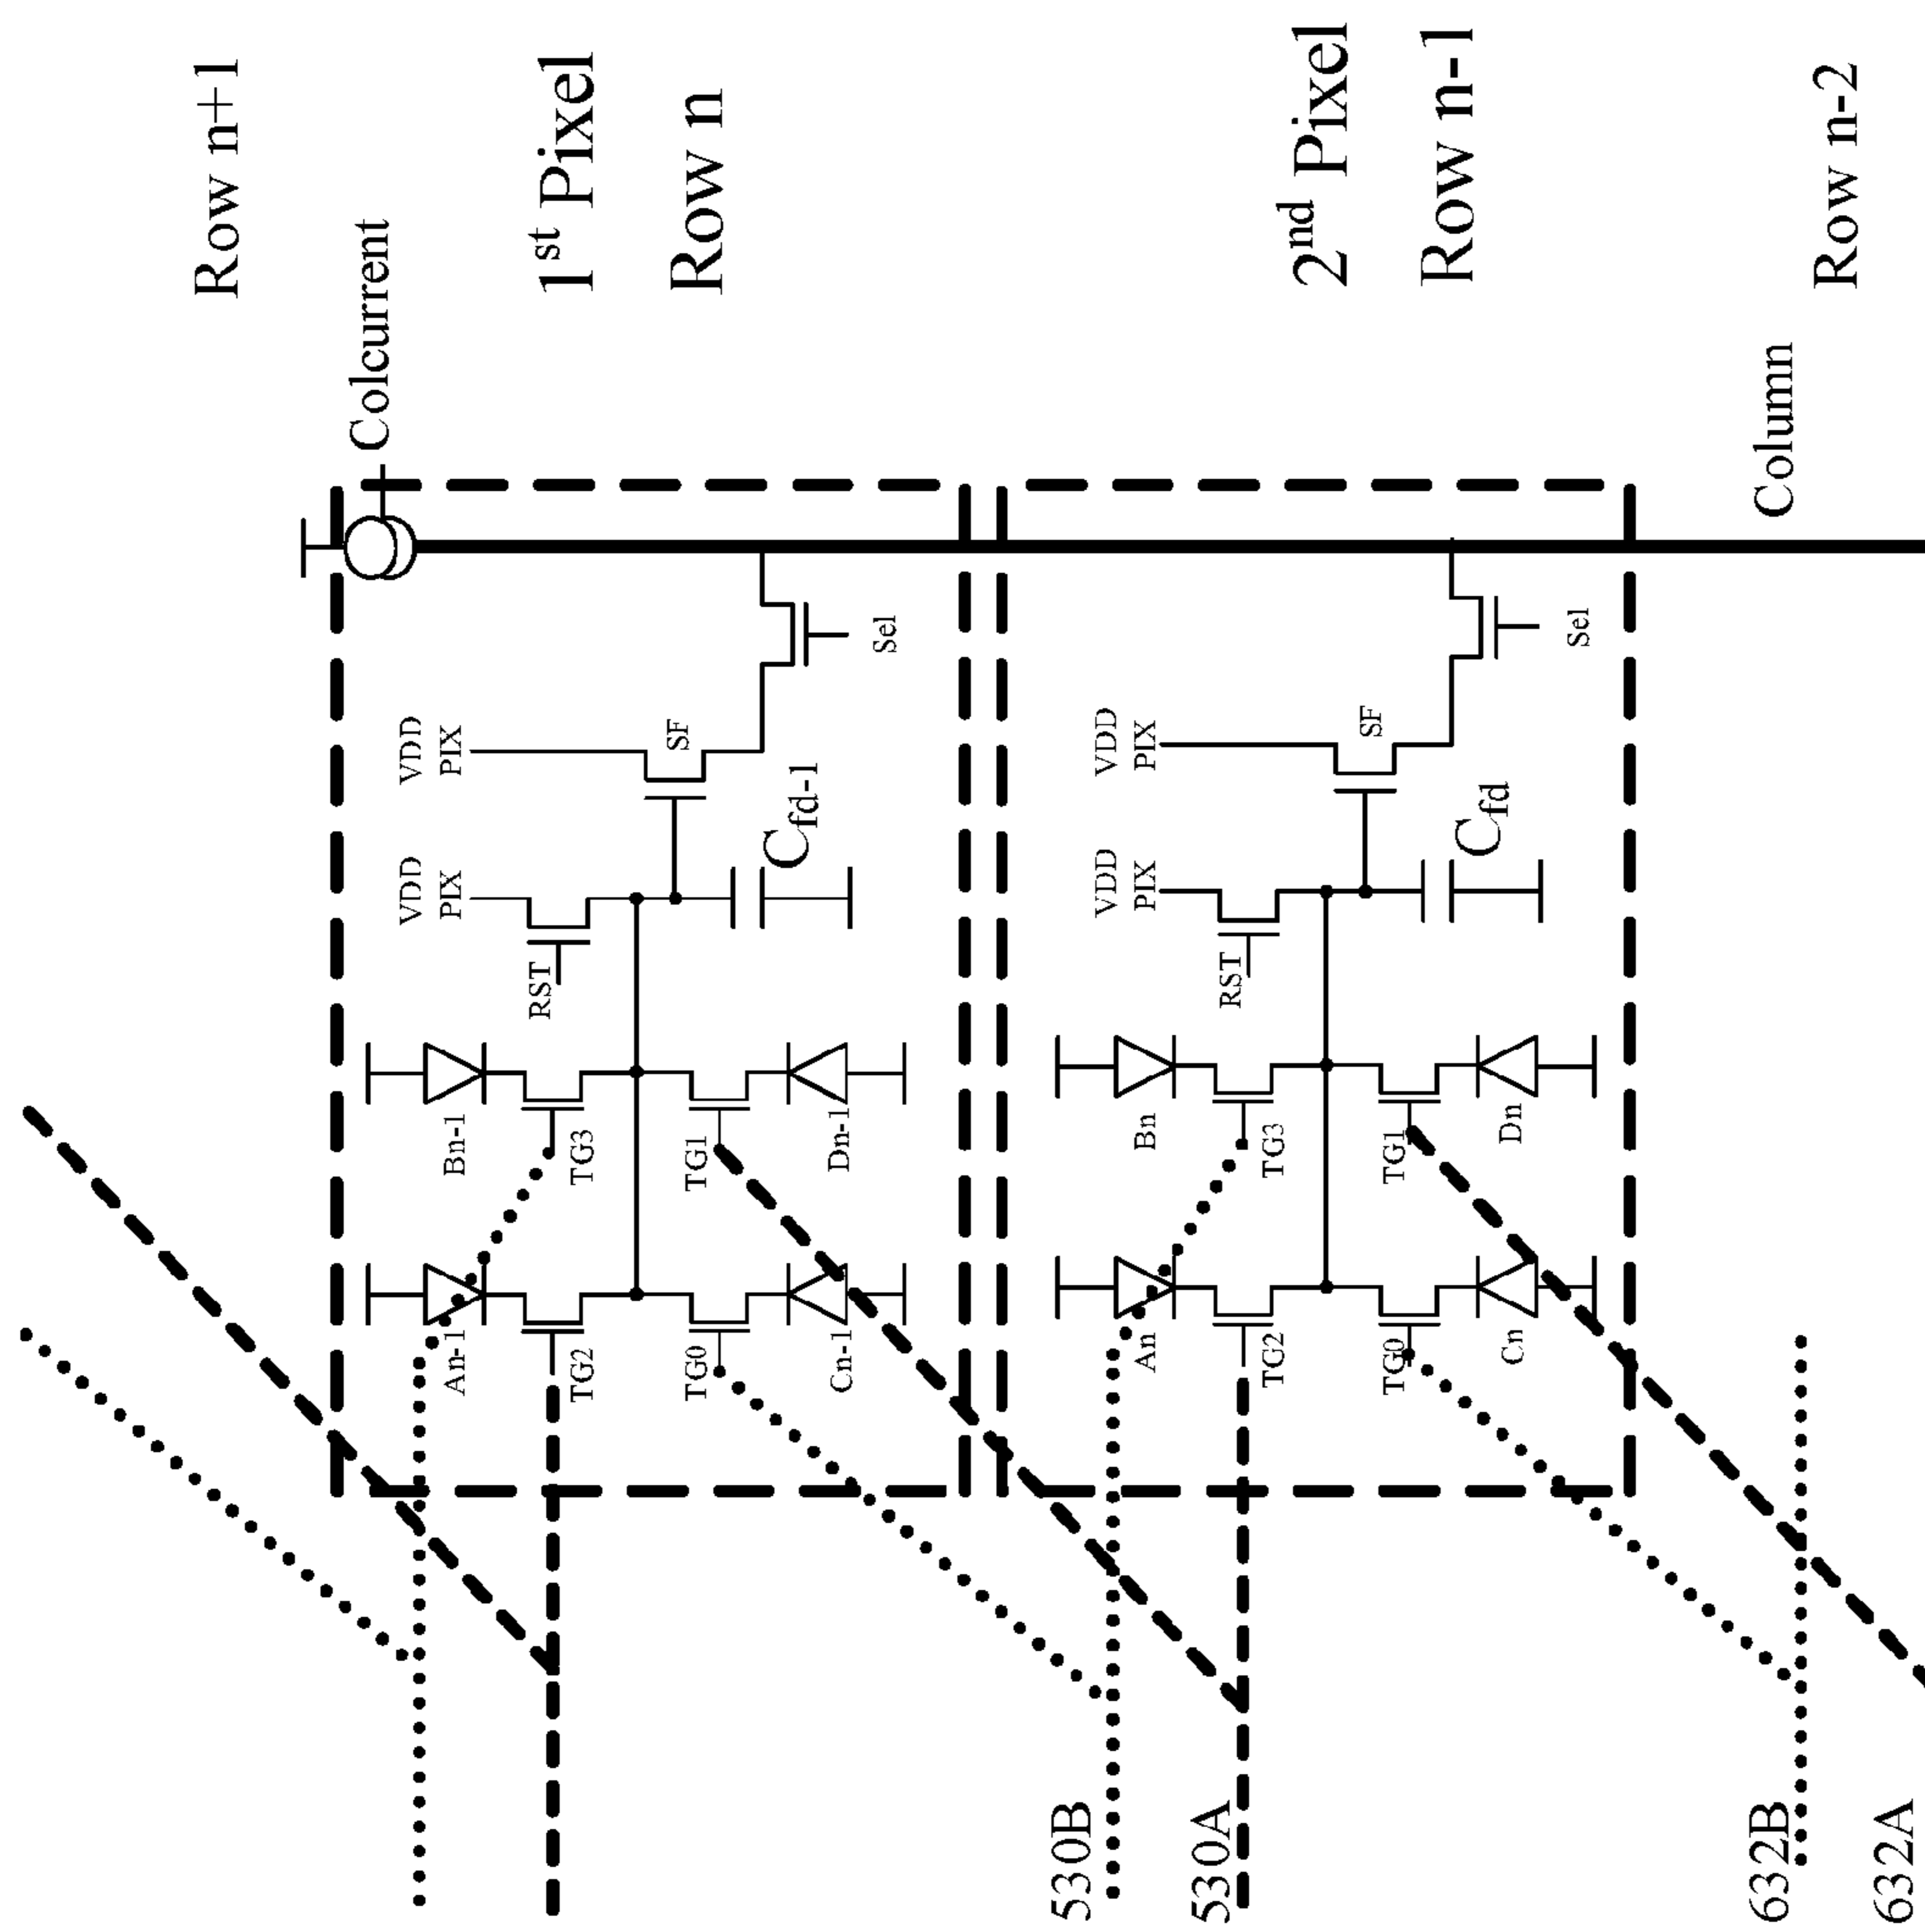 Row n+1
Colcurrent
1st Pixel
Row n
VDD
PIX
VDD
PIX
SF
Sel
Cfd-1
RST
Bn-1
TG3
TG1
Dn-1
An-1
TG2
TG0
Cn-1
2nd Pixel
Row n-1
VDD
PIX
VDD
PIX
SF
Sel
Cfd
RST
Bn
TG3
TG1
Dn
An
TG2
TG0
Cn
530B
530A
Column
Row n-2
632B
632A